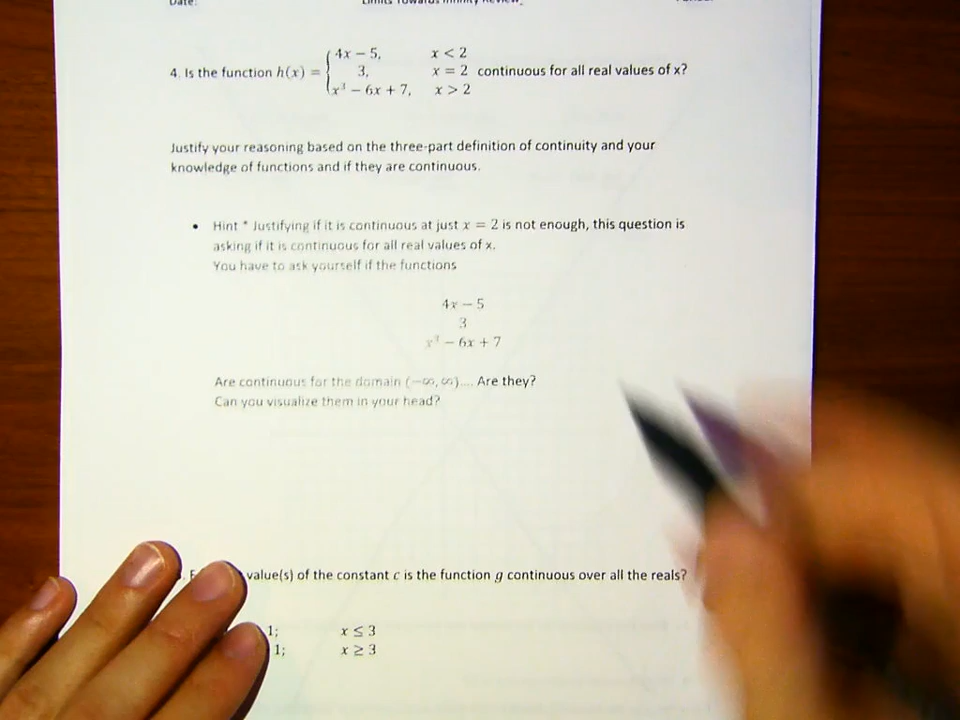 Date: Limits Towards Infinity Review
4. Is the function h(x) = { 4x − 5, x < 2
3, x = 2 continuous for all real values of x?
x³ − 6x + 7, x > 2
Justify your reasoning based on the three-part definition of continuity and your
knowledge of functions and if they are continuous.
• Hint * Justifying if it is continuous at just x = 2 is not enough, this question is
asking if it is continuous for all real values of x.
You have to ask yourself if the functions
4x − 5
3
x³ − 6x + 7
Are continuous for the domain (−∞, ∞).... Are they?
Can you visualize them in your head?
value(s) of the constant c is the function g continuous over all the reals?
1; x ≤ 3
1; x ≥ 3